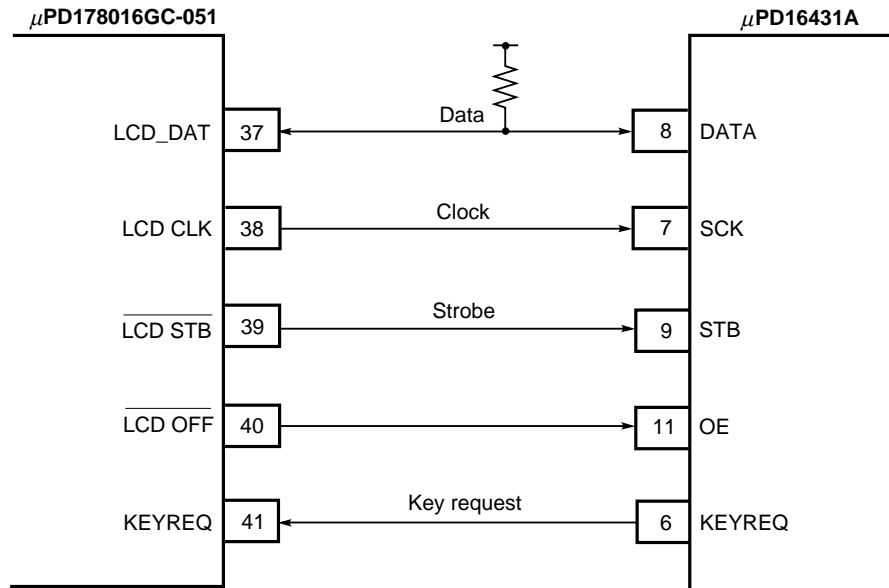 μPD178016GC-051 μPD16431A
LCD_DAT 37 Data 8 DATA
LCD CLK 38 Clock 7 SCK
LCD STB 39 Strobe 9 STB
LCD OFF 40 11 OE
KEYREQ 41 Key request 6 KEYREQ